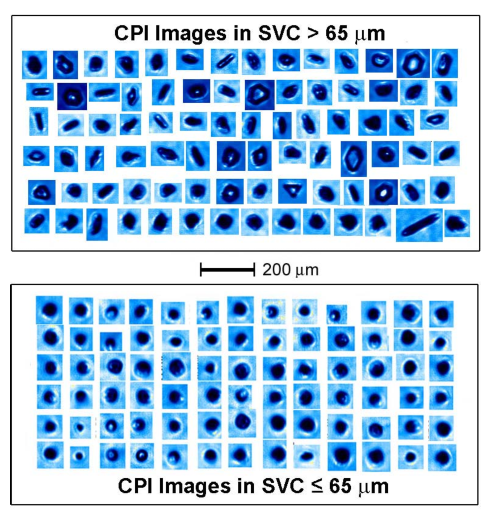 CPI Images in SVC > 65 µm
200 µm
CPI Images in SVC ≤ 65 µm